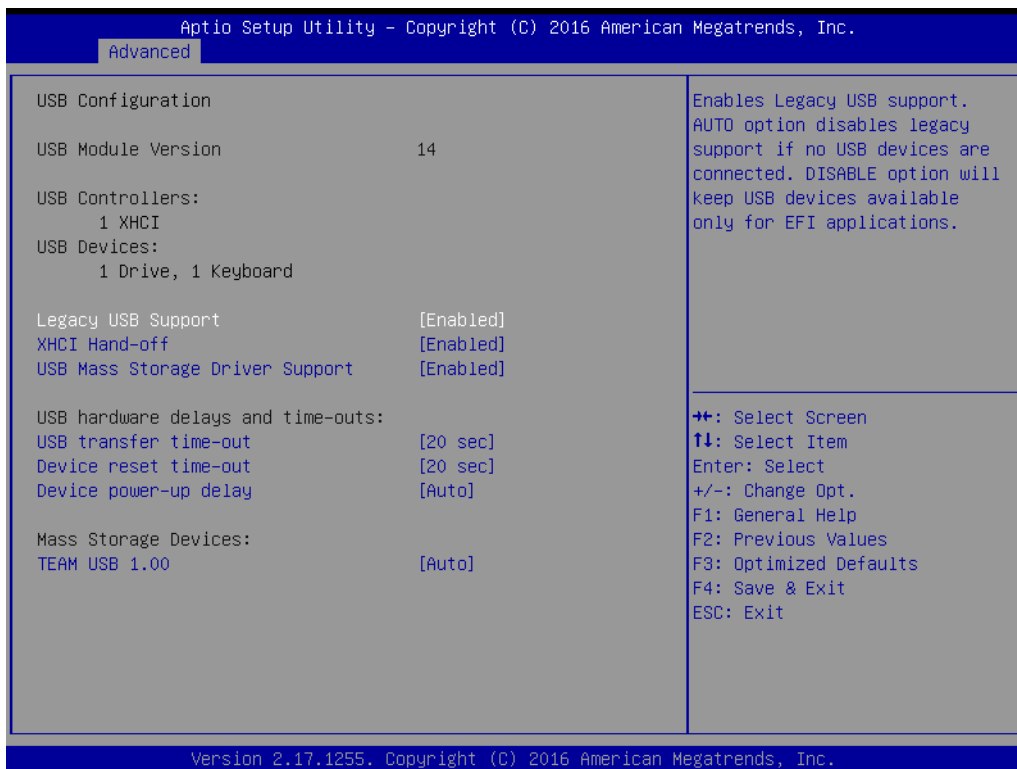 Aptio Setup Utility – Copyright (C) 2016 American Megatrends, Inc.
Advanced
USB Configuration
USB Module Version 14
USB Controllers:
1 XHCI
USB Devices:
1 Drive, 1 Keyboard
Legacy USB Support [Enabled]
XHCI Hand-off [Enabled]
USB Mass Storage Driver Support [Enabled]
USB hardware delays and time-outs:
USB transfer time-out [20 sec]
Device reset time-out [20 sec]
Device power-up delay [Auto]
Mass Storage Devices:
TEAM USB 1.00 [Auto]
Enables Legacy USB support.
AUTO option disables legacy
support if no USB devices are
connected. DISABLE option will
keep USB devices available
only for EFI applications.
→←: Select Screen
↑↓: Select Item
Enter: Select
+/-: Change Opt.
F1: General Help
F2: Previous Values
F3: Optimized Defaults
F4: Save & Exit
ESC: Exit
Version 2.17.1255. Copyright (C) 2016 American Megatrends, Inc.